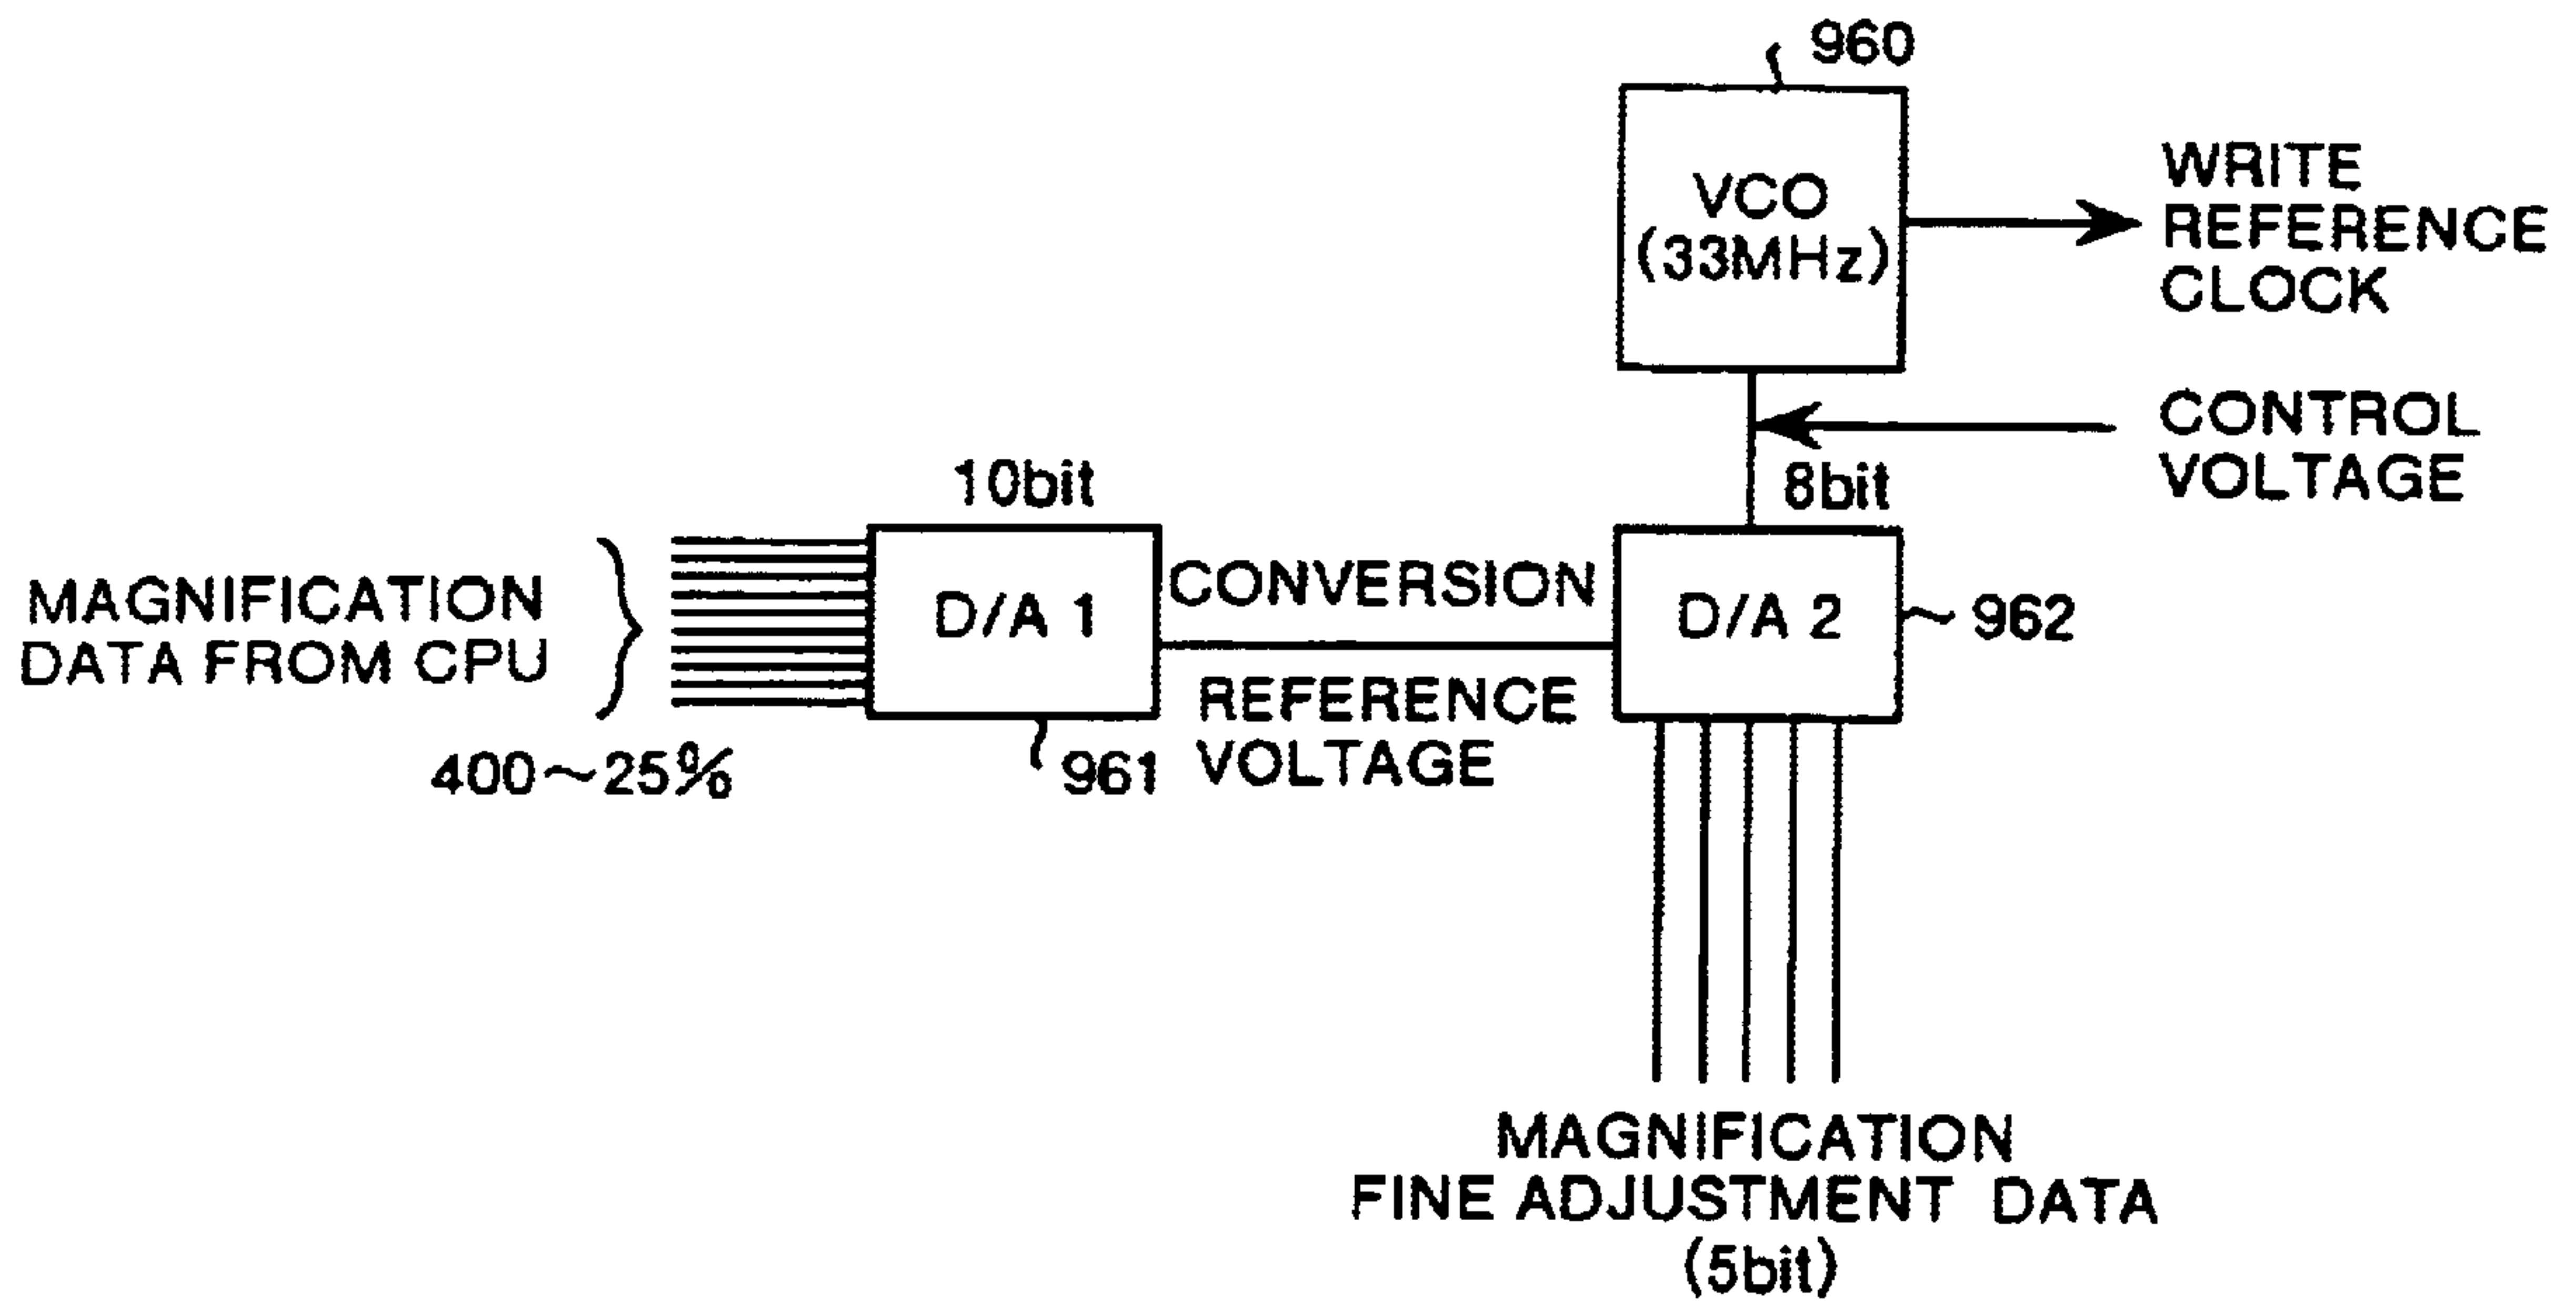 960
VCO
(33MHz)
WRITE
REFERENCE
CLOCK
CONTROL
VOLTAGE
10bit
8bit
MAGNIFICATION
DATA FROM CPU
400~25%
D/A 1
961
CONVERSION
REFERENCE
VOLTAGE
D/A 2
962
MAGNIFICATION
FINE ADJUSTMENT DATA
(5bit)